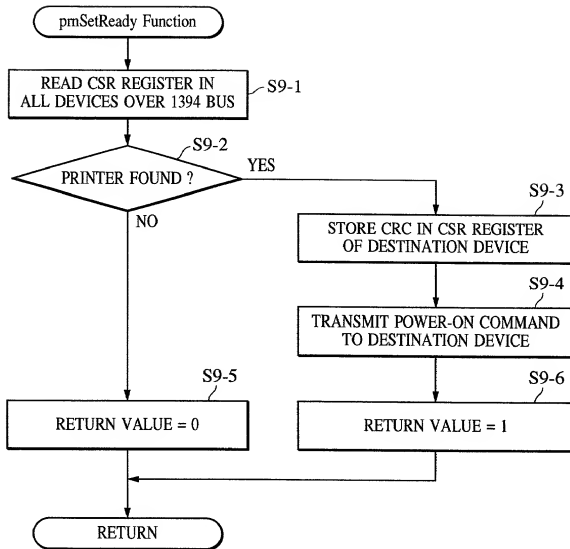 prnSetReady Function
READ CSR REGISTER IN
ALL DEVICES OVER 1394 BUS
S9-1
S9-2
PRINTER FOUND ?
YES
NO
S9-3
STORE CRC IN CSR REGISTER
OF DESTINATION DEVICE
S9-4
TRANSMIT POWER-ON COMMAND
TO DESTINATION DEVICE
S9-5
RETURN VALUE = 0
S9-6
RETURN VALUE = 1
RETURN